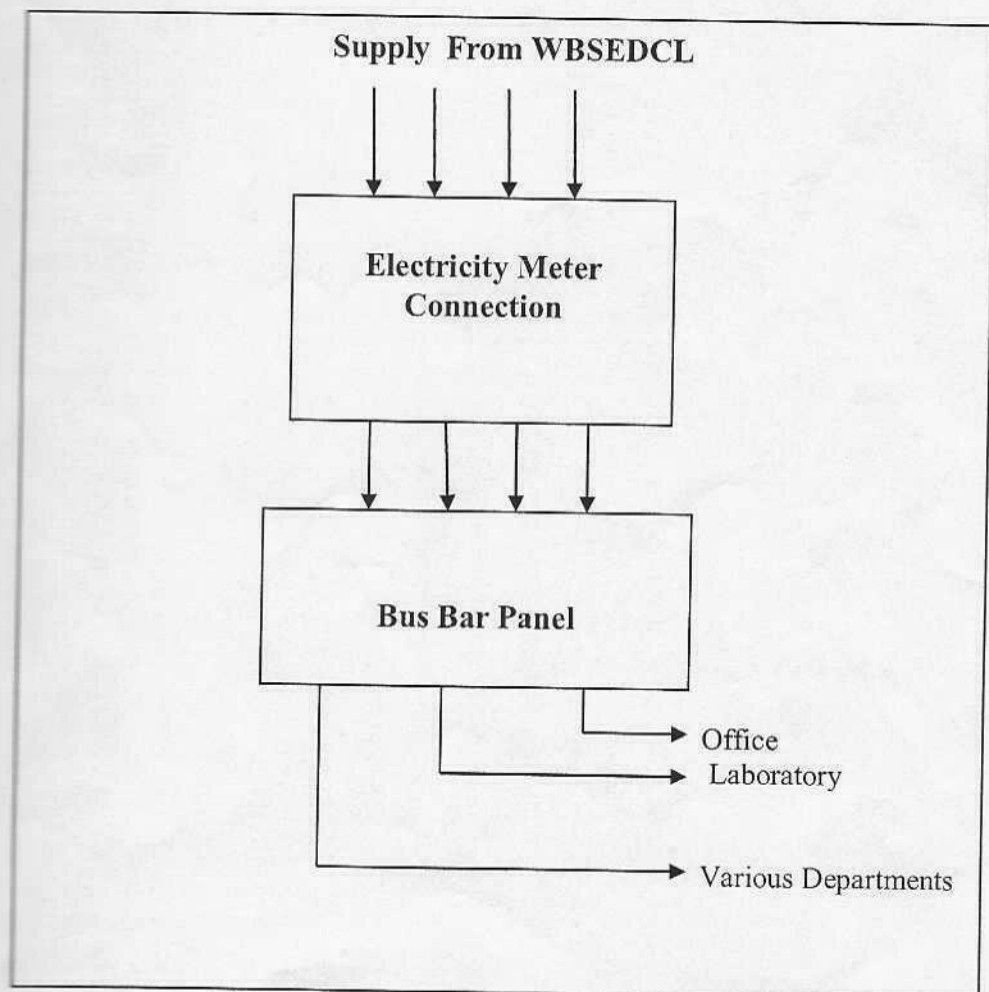 Supply From WBSEDCL
Electricity Meter
Connection
Bus Bar Panel
Office
Laboratory
Various Departments